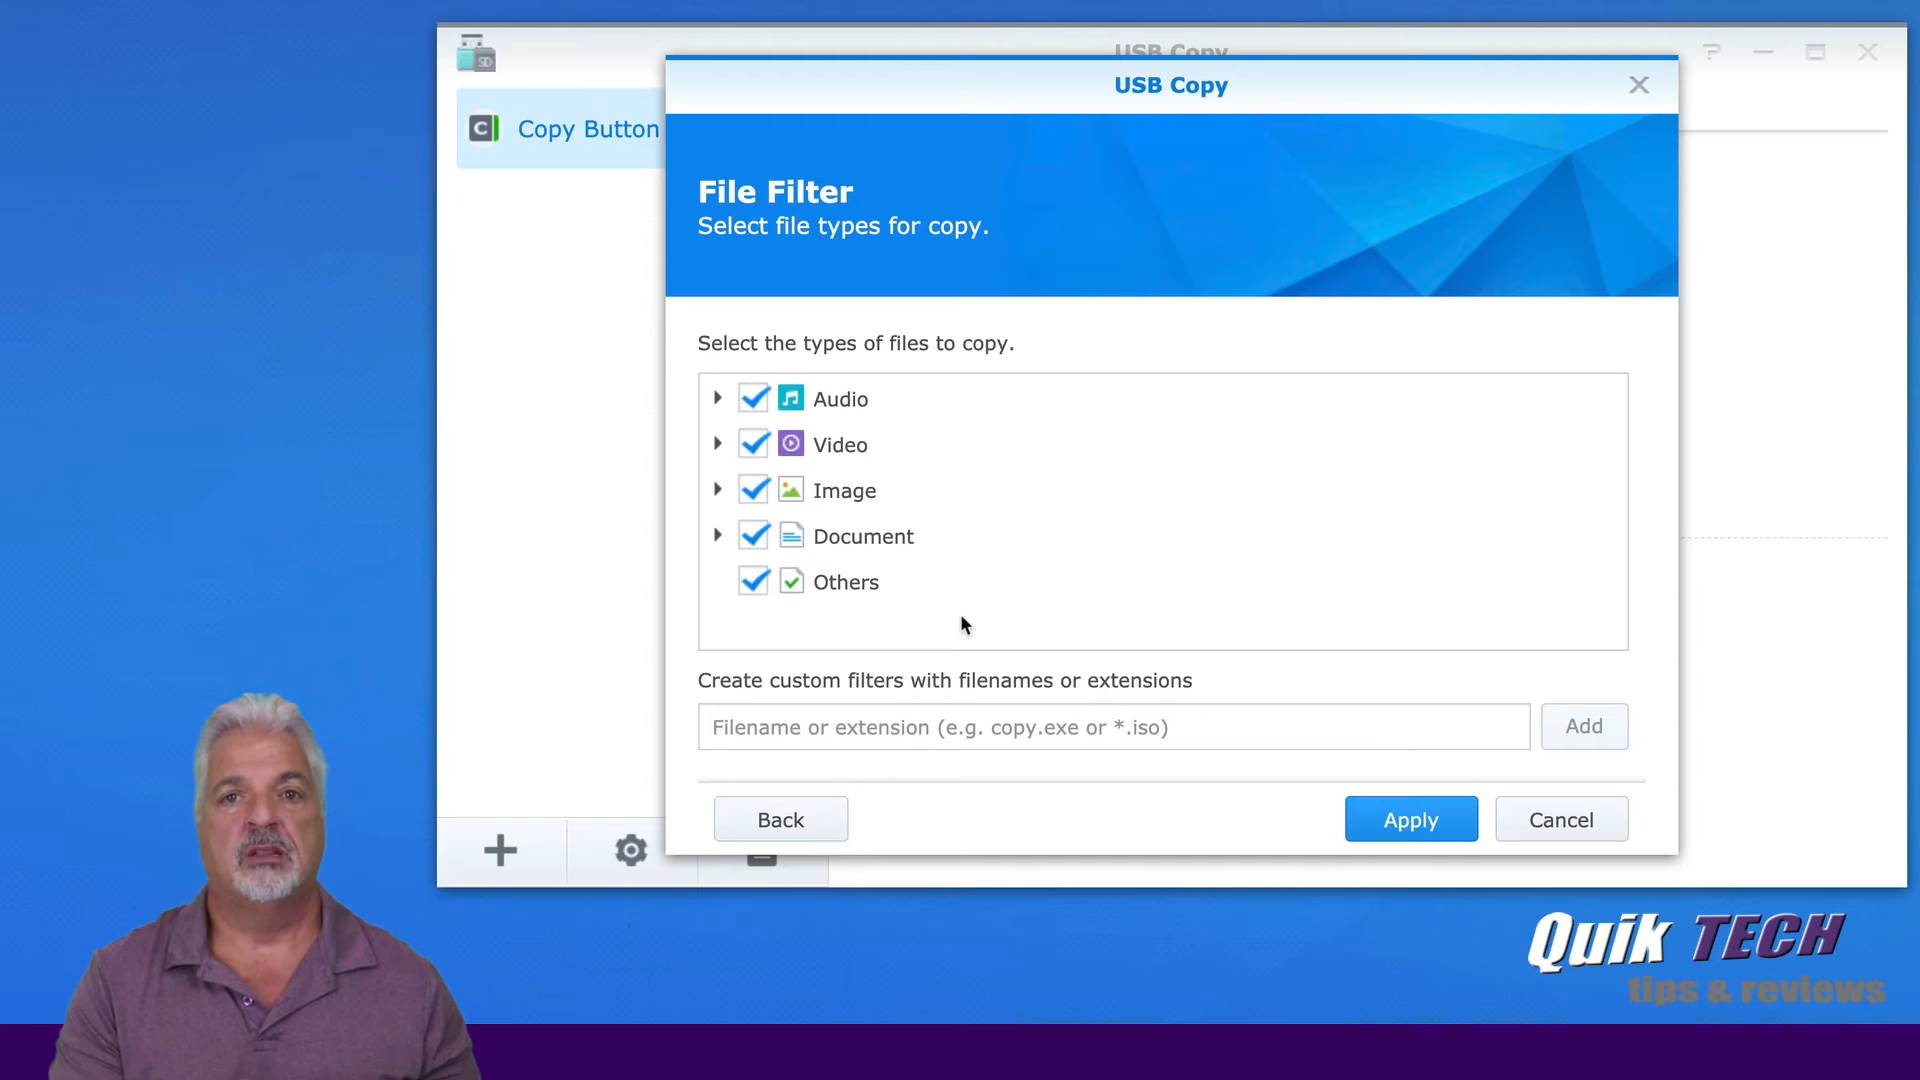 USB Copy
USB Copy
Copy Button
File Filter
Select file types for copy.
Select the types of files to copy.
Audio
Video
Image
Document
Others
Create custom filters with filenames or extensions
Filename or extension (e.g. copy.exe or *.iso)
Add
Back
Apply
Cancel
Quik TECH
tips & reviews